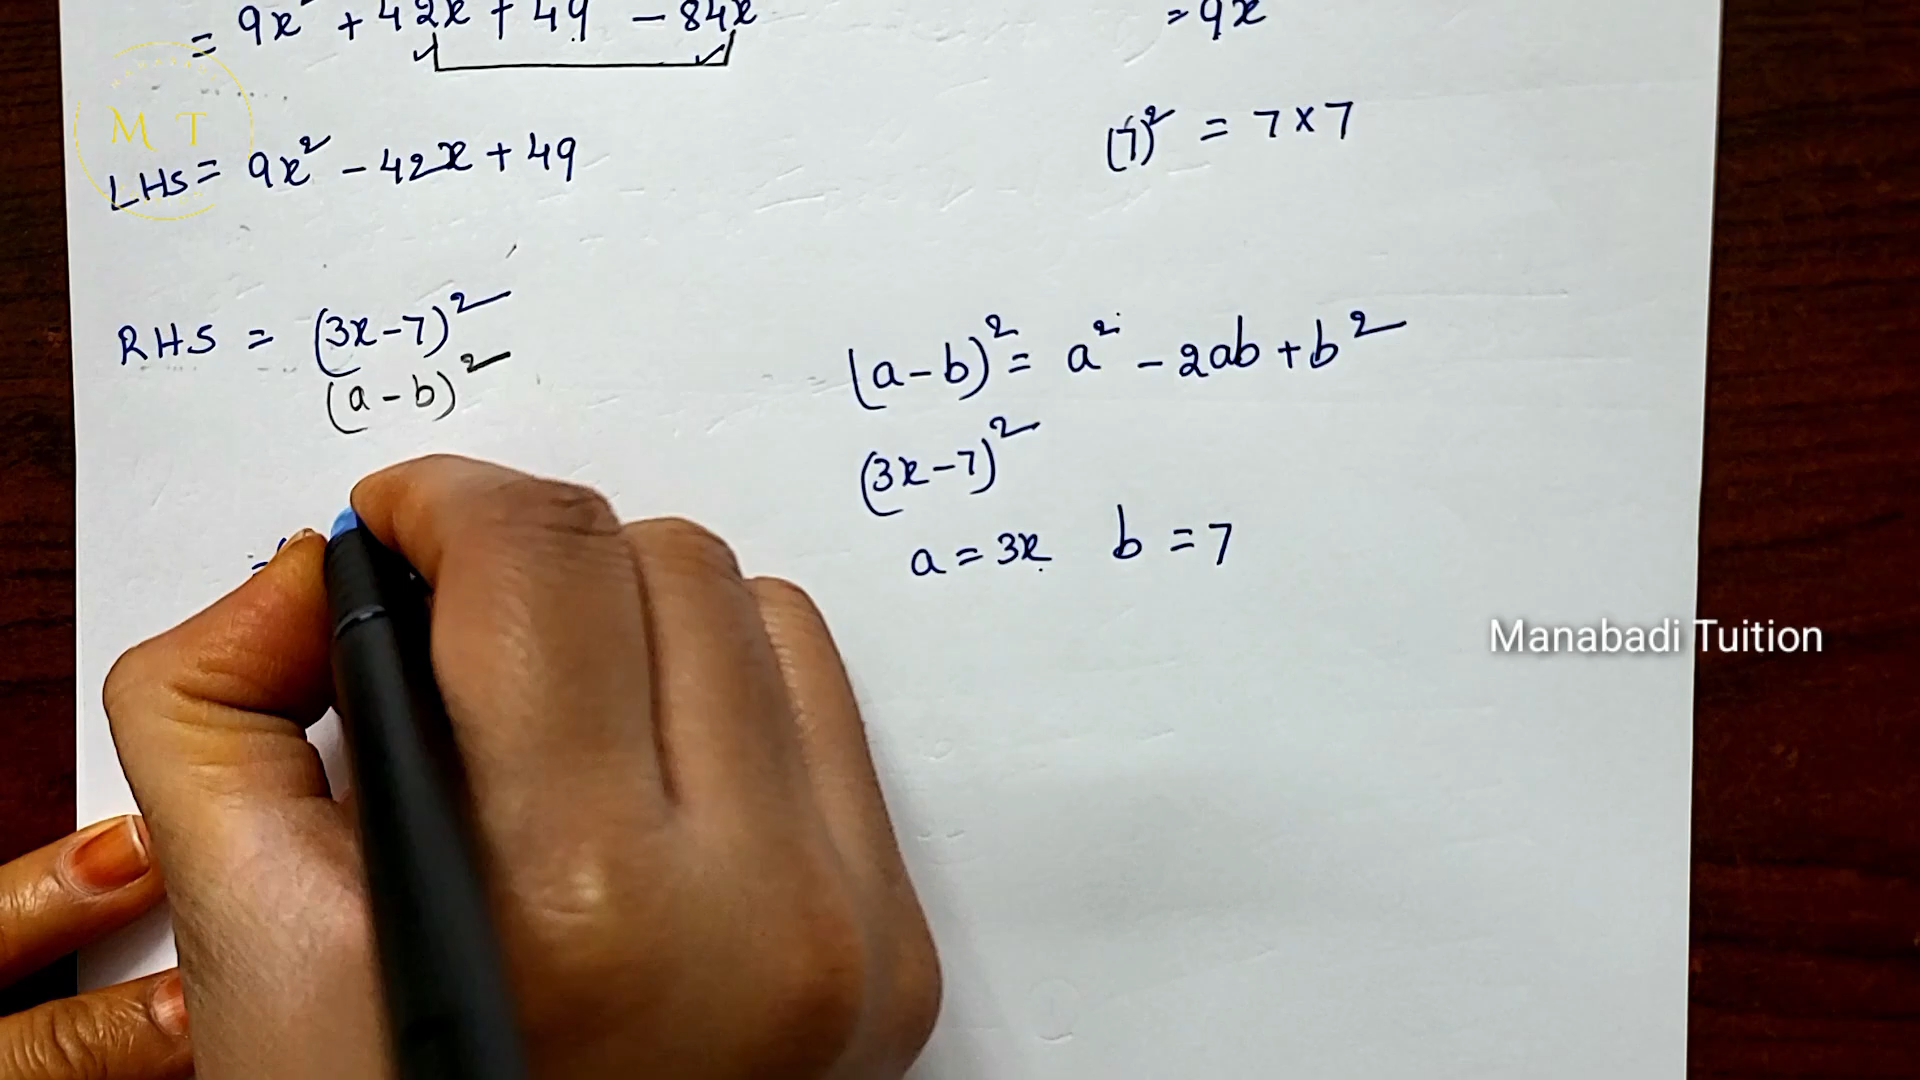 = 9x² + 42x + 49 - 84x
= 9x
M T
LHS = 9x² - 42x + 49
(7)² = 7 × 7
RHS = (3x-7)²
(a-b)² = a² - 2ab + b²
(a-b)²
(3x-7)²
a = 3x b = 7
=
Manabadi Tuition